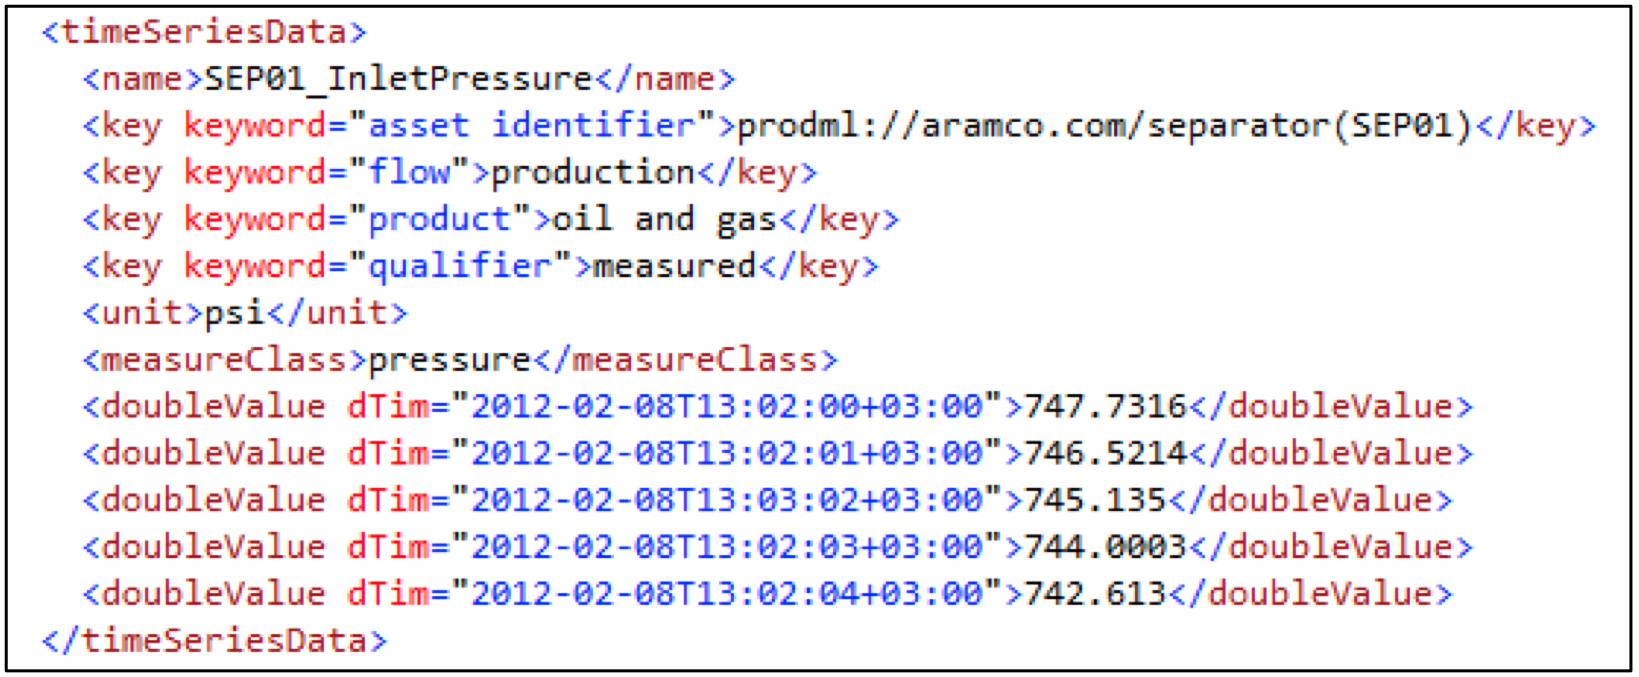 <timeSeriesData>
<name>SEP01_InletPressure</name>
<key keyword="asset identifier">prodml://aramco.com/separator(SEP01)</key>
<key keyword="flow">production</key>
<key keyword="product">oil and gas</key>
<key keyword="qualifier">measured</key>
<unit>psi</unit>
<measureClass>pressure</measureClass>
<doubleValue dTim="2012-02-08T13:02:00+03:00">747.7316</doubleValue>
<doubleValue dTim="2012-02-08T13:02:01+03:00">746.5214</doubleValue>
<doubleValue dTim="2012-02-08T13:03:02+03:00">745.135</doubleValue>
<doubleValue dTim="2012-02-08T13:02:03+03:00">744.0003</doubleValue>
<doubleValue dTim="2012-02-08T13:02:04+03:00">742.613</doubleValue>
</timeSeriesData>